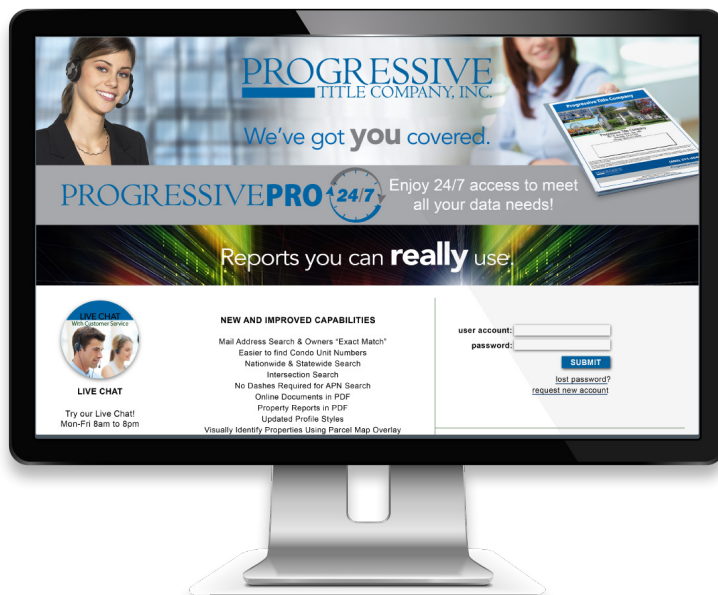 PROGRESSIVE
TITLE COMPANY, INC.
We've got you covered.
Progressive Title Company
PROGRESSIVEPRO 24/7
Enjoy 24/7 access to meet
all your data needs!
Reports you can really use.
LIVE CHAT
With Customer Service
LIVE CHAT
Try our Live Chat!
Mon-Fri 8am to 8pm
NEW AND IMPROVED CAPABILITIES
Mail Address Search & Owners "Exact Match"
Easier to find Condo Unit Numbers
Nationwide & Statewide Search
Intersection Search
No Dashes Required for APN Search
Online Documents in PDF
Property Reports in PDF
Updated Profile Styles
Visually Identify Properties Using Parcel Map Overlay
user account:
password:
SUBMIT
lost password?
request new account